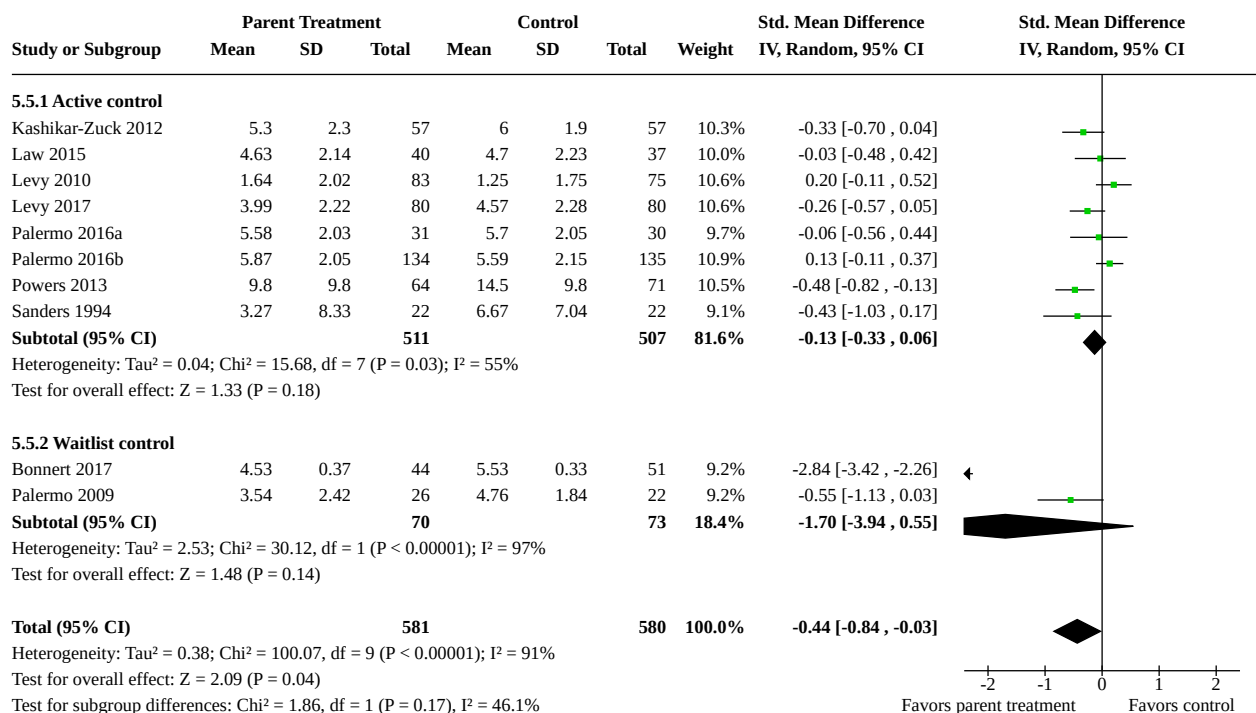 Parent Treatment Control Std. Mean Difference Std. Mean Difference
Study or Subgroup Mean SD Total Mean SD Total Weight IV, Random, 95% CI IV, Random, 95% CI
5.5.1 Active control
Kashikar-Zuck 2012 5.3 2.3 57 6 1.9 57 10.3% -0.33 [-0.70 , 0.04]
Law 2015 4.63 2.14 40 4.7 2.23 37 10.0% -0.03 [-0.48 , 0.42]
Levy 2010 1.64 2.02 83 1.25 1.75 75 10.6% 0.20 [-0.11 , 0.52]
Levy 2017 3.99 2.22 80 4.57 2.28 80 10.6% -0.26 [-0.57 , 0.05]
Palermo 2016a 5.58 2.03 31 5.7 2.05 30 9.7% -0.06 [-0.56 , 0.44]
Palermo 2016b 5.87 2.05 134 5.59 2.15 135 10.9% 0.13 [-0.11 , 0.37]
Powers 2013 9.8 9.8 64 14.5 9.8 71 10.5% -0.48 [-0.82 , -0.13]
Sanders 1994 3.27 8.33 22 6.67 7.04 22 9.1% -0.43 [-1.03 , 0.17]
Subtotal (95% CI) 511 507 81.6% -0.13 [-0.33 , 0.06]
Heterogeneity: Tau² = 0.04; Chi² = 15.68, df = 7 (P = 0.03); I² = 55%
Test for overall effect: Z = 1.33 (P = 0.18)
5.5.2 Waitlist control
Bonnert 2017 4.53 0.37 44 5.53 0.33 51 9.2% -2.84 [-3.42 , -2.26]
Palermo 2009 3.54 2.42 26 4.76 1.84 22 9.2% -0.55 [-1.13 , 0.03]
Subtotal (95% CI) 70 73 18.4% -1.70 [-3.94 , 0.55]
Heterogeneity: Tau² = 2.53; Chi² = 30.12, df = 1 (P < 0.00001); I² = 97%
Test for overall effect: Z = 1.48 (P = 0.14)
Total (95% CI) 581 580 100.0% -0.44 [-0.84 , -0.03]
Heterogeneity: Tau² = 0.38; Chi² = 100.07, df = 9 (P < 0.00001); I² = 91%
Test for overall effect: Z = 2.09 (P = 0.04) -2 -1 0 1 2
Test for subgroup differences: Chi² = 1.86, df = 1 (P = 0.17), I² = 46.1% Favors parent treatment Favors control